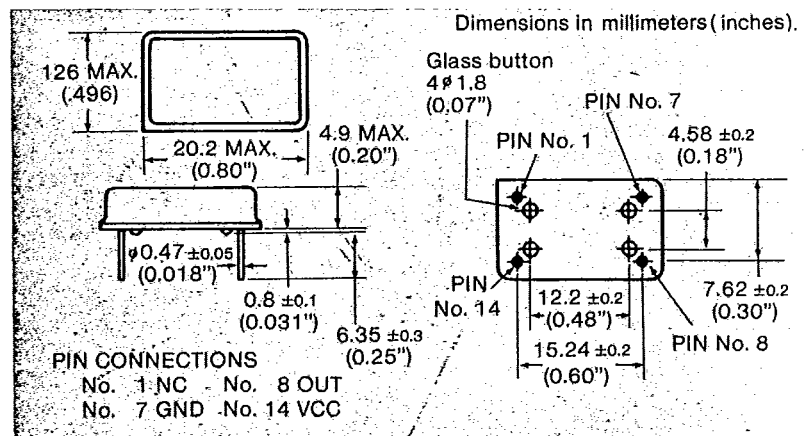 Dimensions in millimeters (inches).
126 MAX.
(.496)
20.2 MAX.
(0.80")
4.9 MAX.
(0.20")
ø0.47 ±0.05
(0.018")
0.8 ±0.1
(0.031")
6.35 ±0.3
(0.25")
Glass button
4ø1.8
(0.07")
PIN No. 7
PIN No. 1
4.58 ±0.2
(0.18")
PIN
No. 14
12.2 ±0.2
(0.48")
7.62 ±0.2
(0.30")
PIN No. 8
15.24 ±0.2
(0.60")
PIN CONNECTIONS
No. 1 NC No. 8 OUT
No. 7 GND No. 14 VCC